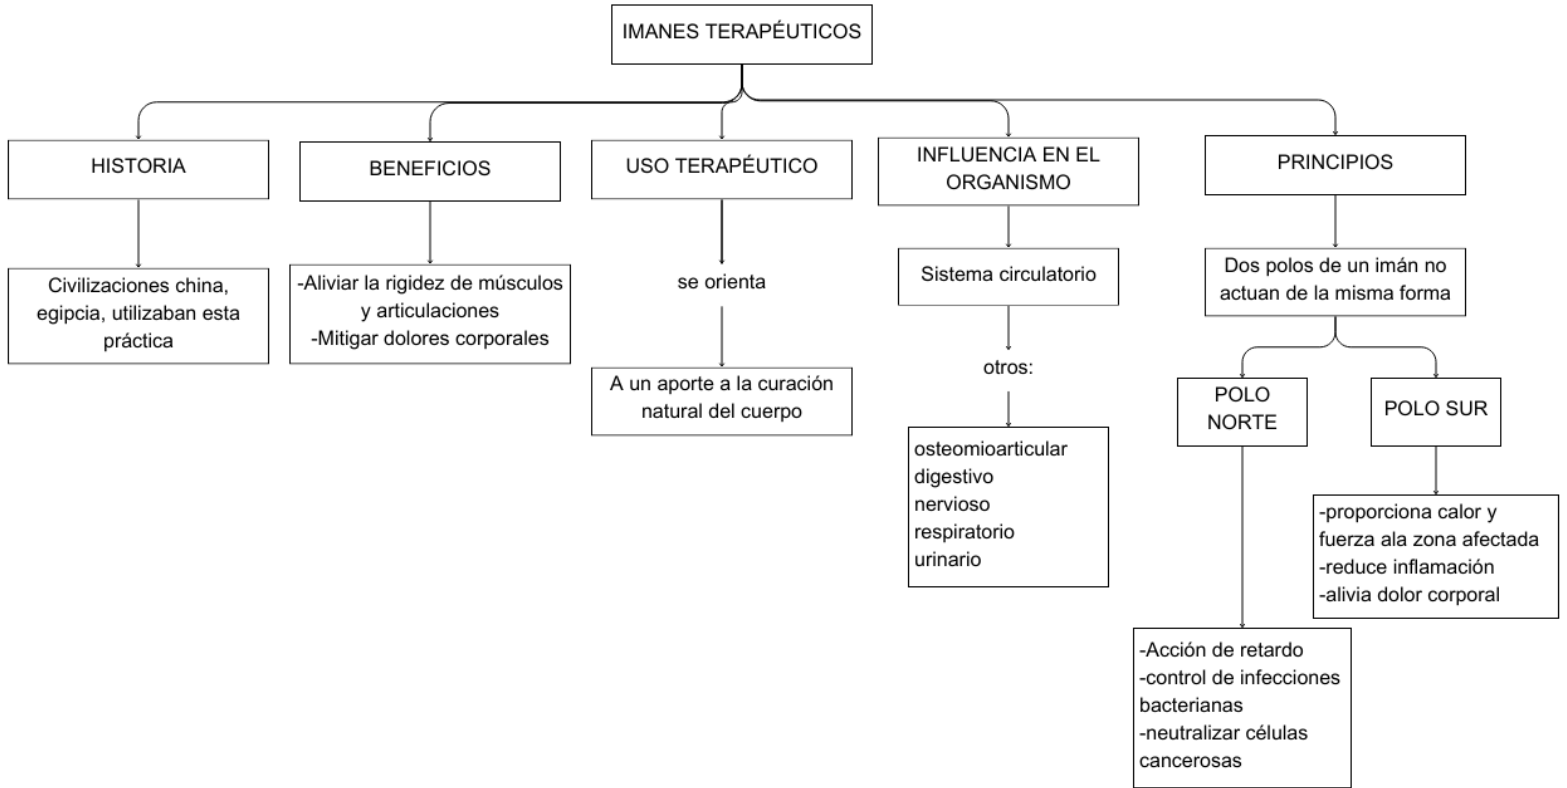 IMANES TERAPÉUTICOS
HISTORIA
Civilizaciones china,
egipcia, utilizaban esta
práctica
BENEFICIOS
-Aliviar la rigidez de músculos
y articulaciones
-Mitigar dolores corporales
USO TERAPÉUTICO
se orienta
A un aporte a la curación
natural del cuerpo
INFLUENCIA EN EL
ORGANISMO
Sistema circulatorio
otros:
osteomioarticular
digestivo
nervioso
respiratorio
urinario
PRINCIPIOS
Dos polos de un imán no
actuan de la misma forma
POLO
NORTE
-Acción de retardo
-control de infecciones
bacterianas
-neutralizar células
cancerosas
POLO SUR
-proporciona calor y
fuerza ala zona afectada
-reduce inflamación
-alivia dolor corporal